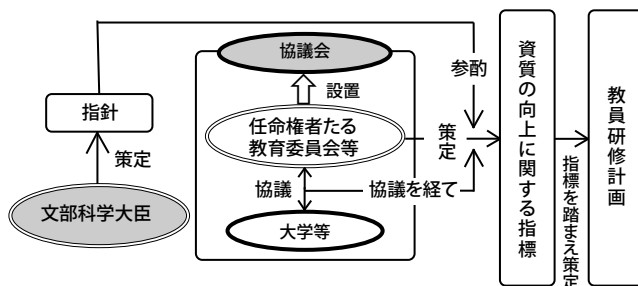 協議会
設置
参酌
指針
任命権者たる
教育委員会等
策定
策定
協議
協議を経て
文部科学大臣
大学等
資質の向上に関する指標
指標を踏まえ策定
教員研修計画